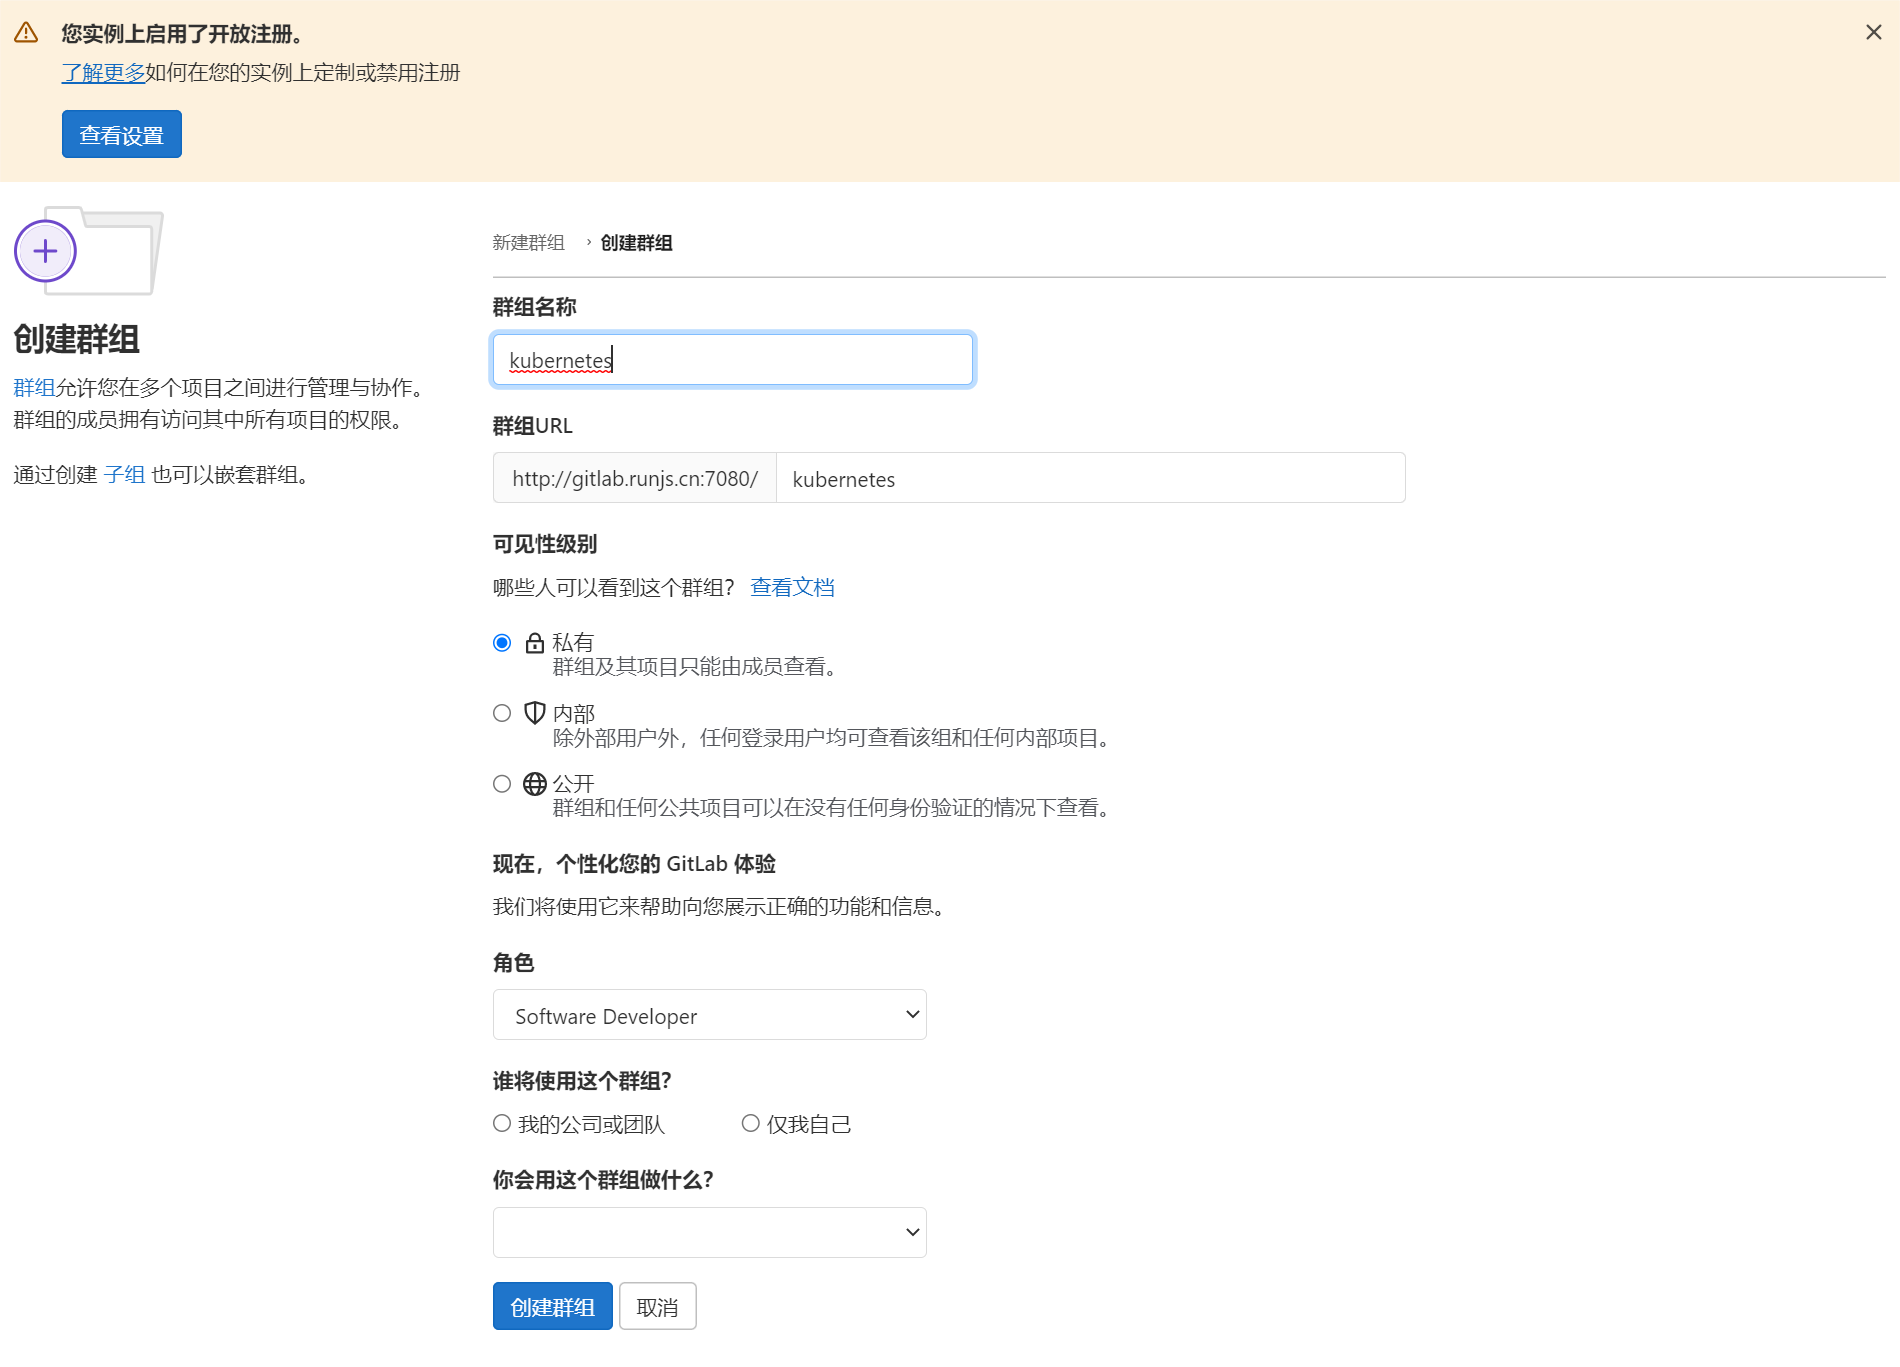 您实例上启用了开放注册。
了解更多如何在您的实例上定制或禁用注册
查看设置
创建群组
群组允许您在多个项目之间进行管理与协作。
群组的成员拥有访问其中所有项目的权限。
通过创建 子组 也可以嵌套群组。
新建群组 › 创建群组
群组名称
kubernetes
群组URL
http://gitlab.runjs.cn:7080/ kubernetes
可见性级别
哪些人可以看到这个群组？ 查看文档
私有
群组及其项目只能由成员查看。
内部
除外部用户外，任何登录用户均可查看该组和任何内部项目。
公开
群组和任何公共项目可以在没有任何身份验证的情况下查看。
现在，个性化您的 GitLab 体验
我们将使用它来帮助向您展示正确的功能和信息。
角色
Software Developer
谁将使用这个群组？
我的公司或团队 仅我自己
你会用这个群组做什么？
创建群组 取消